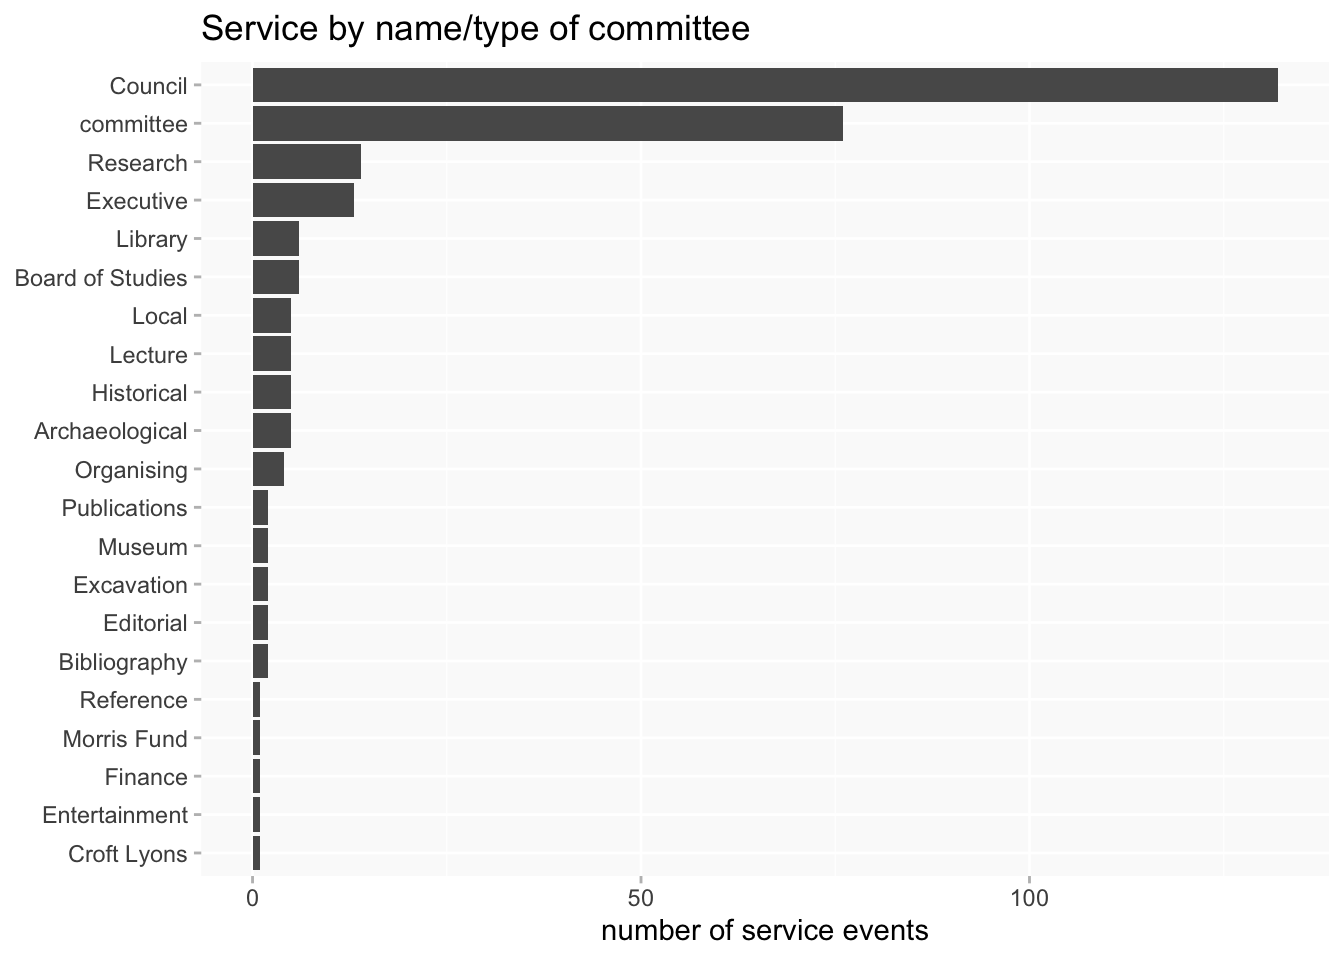 Service by name/type of committee
Council
committee
Research
Executive
Library
Board of Studies
Local
Lecture
Historical
Archaeological
Organising
Publications
Museum
Excavation
Editorial
Bibliography
Reference
Morris Fund
Finance
Entertainment
Croft Lyons
0 50 100
number of service events